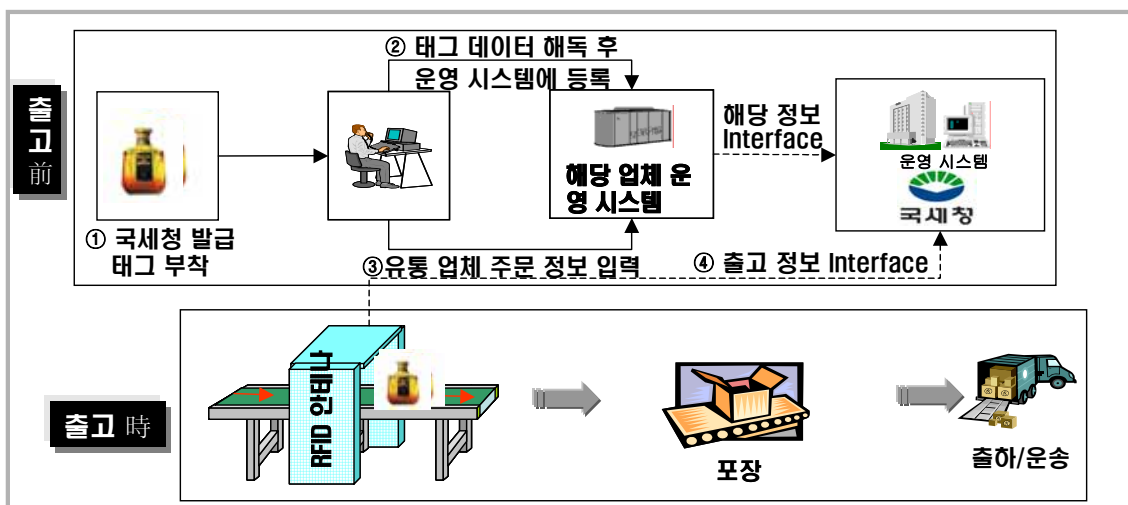 ② 태그 데이터 해독 후
운영 시스템에 등록
출고 前
해당 정보
Interface
운영 시스템
국세청
해당 업체 운
영 시스템
① 국세청 발급
태그 부착
③유통 업체 주문 정보 입력
④ 출고 정보 Interface
RFID 안테나
출고 時
포장
출하/운송